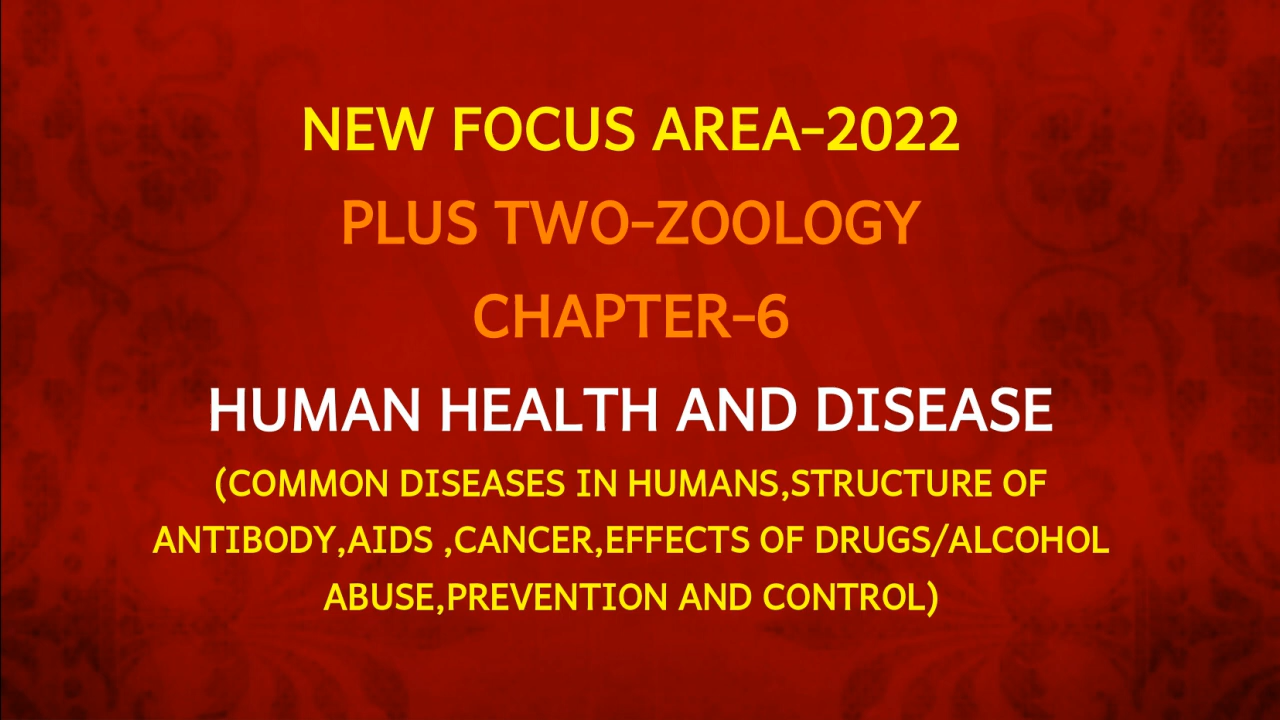 NEW FOCUS AREA-2022
PLUS TWO-ZOOLOGY
CHAPTER-6
HUMAN HEALTH AND DISEASE
(COMMON DISEASES IN HUMANS,STRUCTURE OF
ANTIBODY,AIDS ,CANCER,EFFECTS OF DRUGS/ALCOHOL
ABUSE,PREVENTION AND CONTROL)